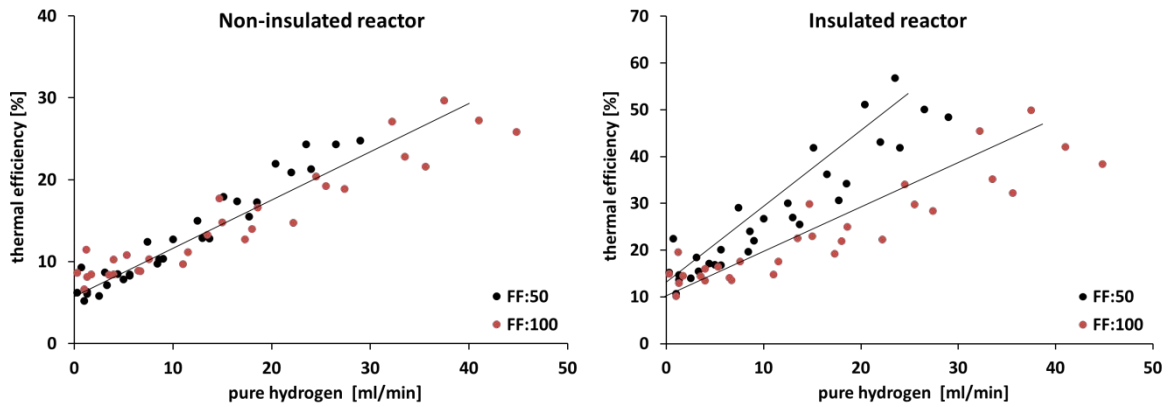 Non-insulated reactor
thermal efficiency [%]
40
30
20
10
0
0 10 20 30 40 50
pure hydrogen [ml/min]
FF:50
FF:100
Insulated reactor
thermal efficiency [%]
70
60
50
40
30
20
10
0
0 10 20 30 40 50
pure hydrogen [ml/min]
FF:50
FF:100